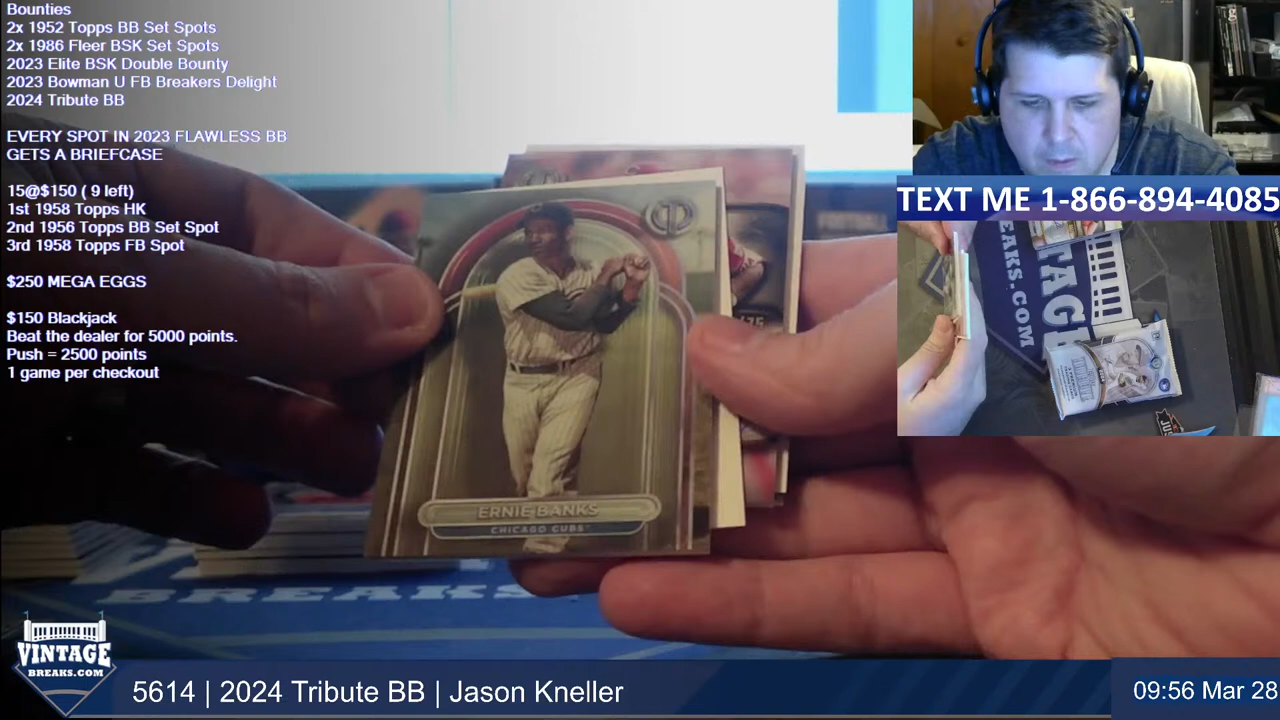 Bounties
2x 1952 Topps BB Set Spots
2x 1986 Fleer BSK Set Spots
2023 Elite BSK Double Bounty
2023 Bowman U FB Breakers Delight
2024 Tribute BB
EVERY SPOT IN 2023 FLAWLESS BB
GETS A BRIEFCASE
15@$150 ( 9 left)
1st 1958 Topps HK
2nd 1956 Topps BB Set Spot
3rd 1958 Topps FB Spot
$250 MEGA EGGS
$150 Blackjack
Beat the dealer for 5000 points.
Push = 2500 points
1 game per checkout
TEXT ME 1-866-894-4085
EAKS.COM
TAGE
ERNIE BANKS
CHICAGO CUBS
BREAKS
VINTAGE
BREAKS.COM
5614 | 2024 Tribute BB | Jason Kneller
09:56 Mar 28